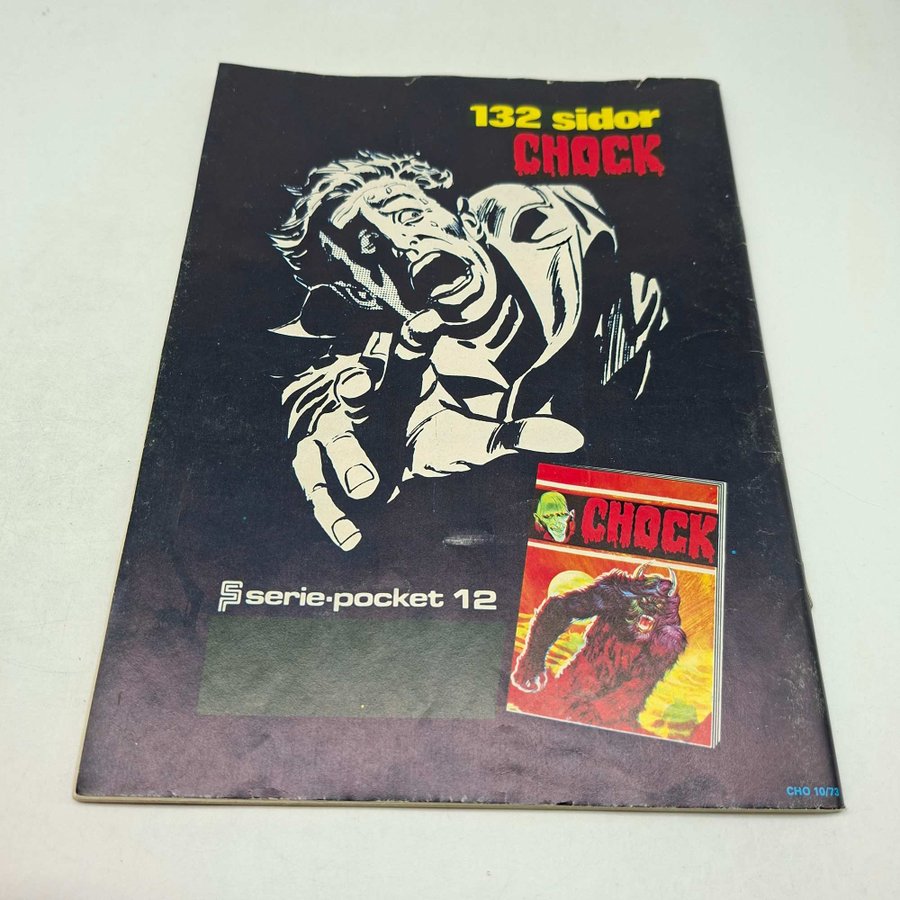 132 sidor
CHOCK
CHOCK
serie-pocket 12
CHO 10/73